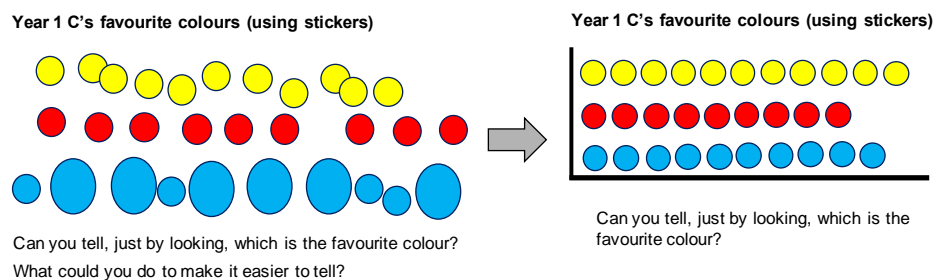 Year 1 C’s favourite colours (using stickers)
Can you tell, just by looking, which is the favourite colour?
What could you do to make it easier to tell?
Year 1 C’s favourite colours (using stickers)
Can you tell, just by looking, which is the
favourite colour?